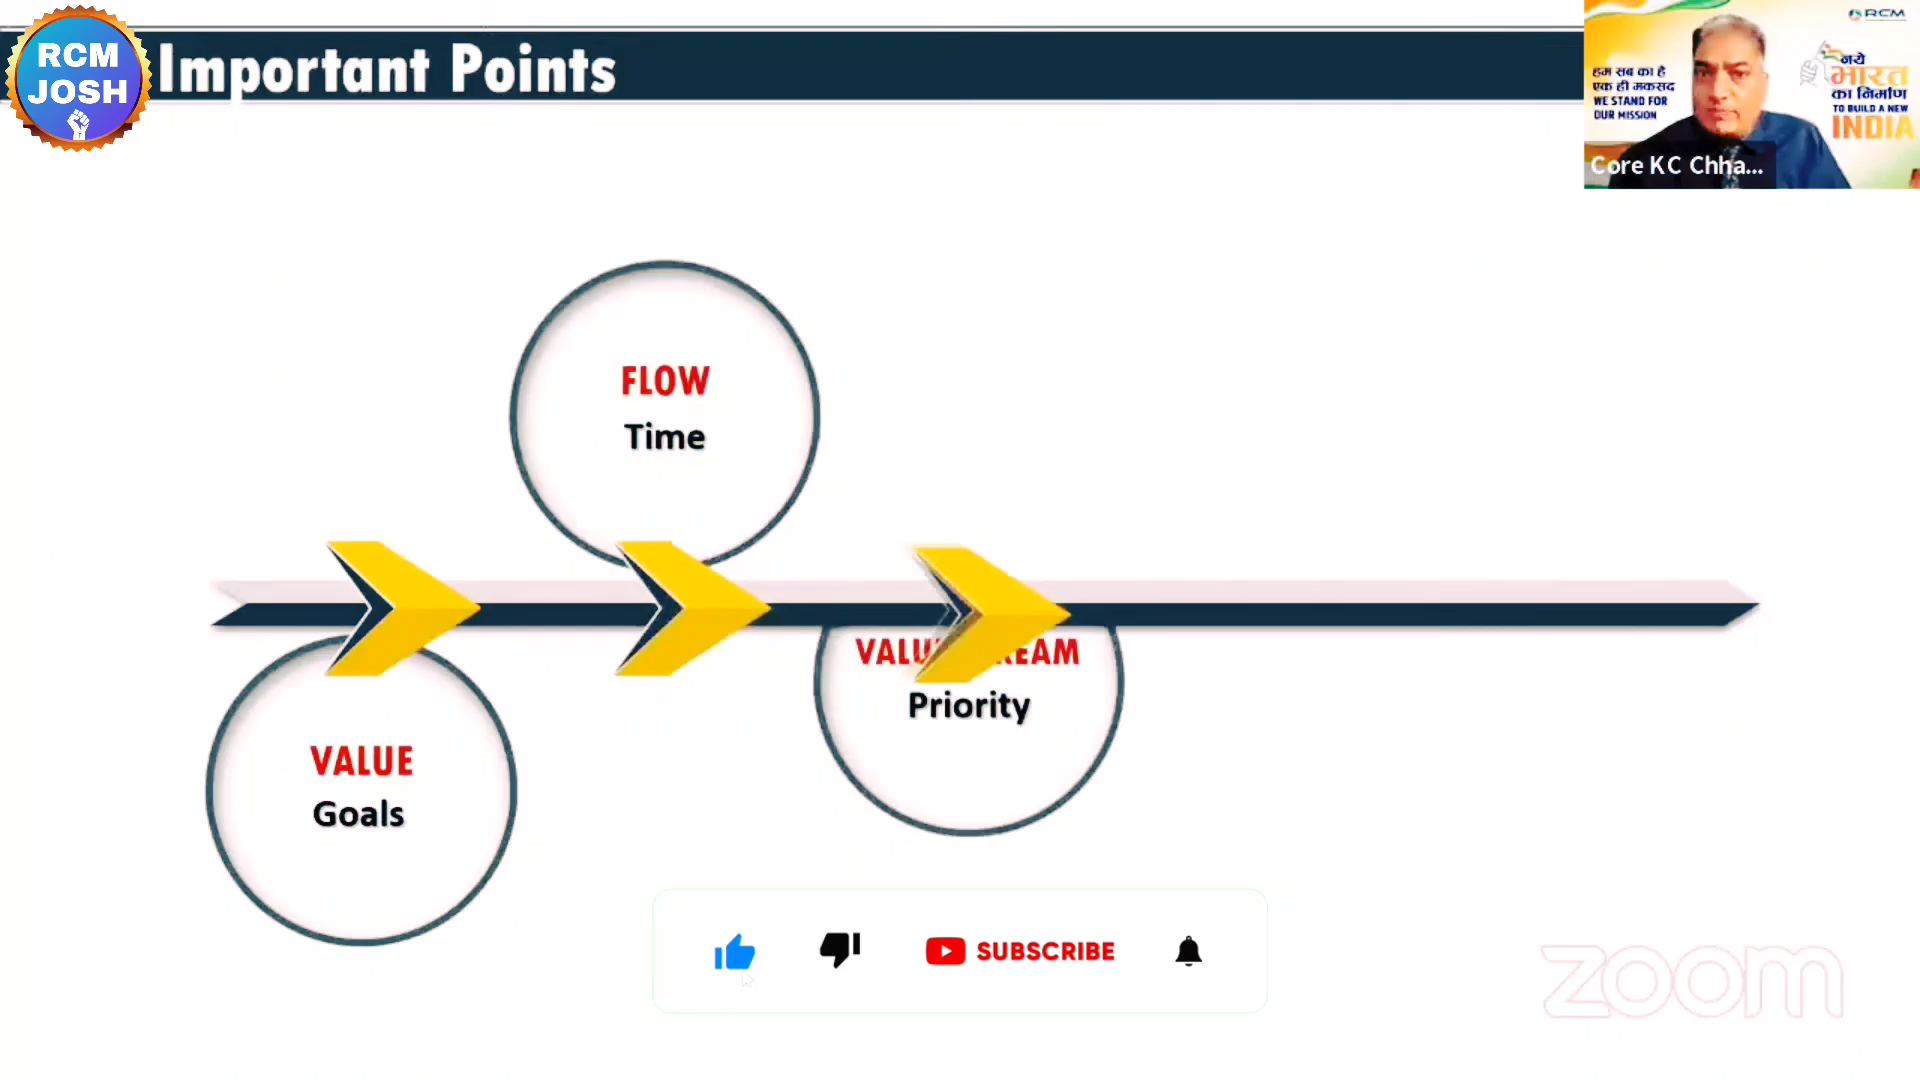 RCM
JOSH
Important Points
RCM
हम सब का है
एक ही मकसद
WE STAND FOR
OUR MISSION
नये
भारत
का निर्माण
TO BUILD A NEW
INDIA
Core KC Chha...
FLOW
Time
Priority
VALUE
Goals
SUBSCRIBE
zoom